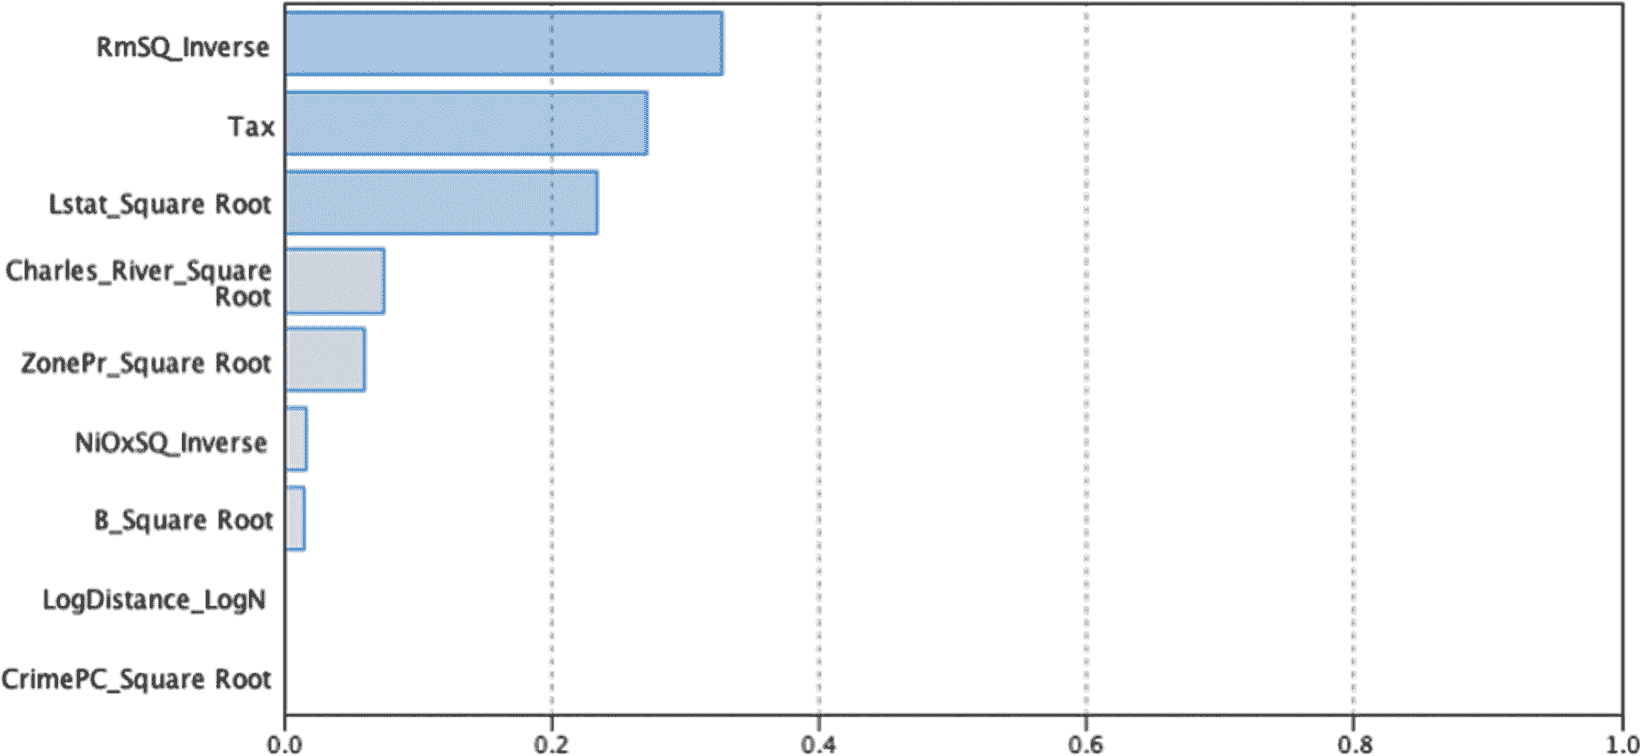 RmSQ_Inverse
Tax
Lstat_Square Root
Charles_River_Square
Root
ZonePr_Square Root
NiOxSQ_Inverse
B_Square Root
LogDistance_LogN
CrimePC_Square Root
0.0 0.2 0.4 0.6 0.8 1.0